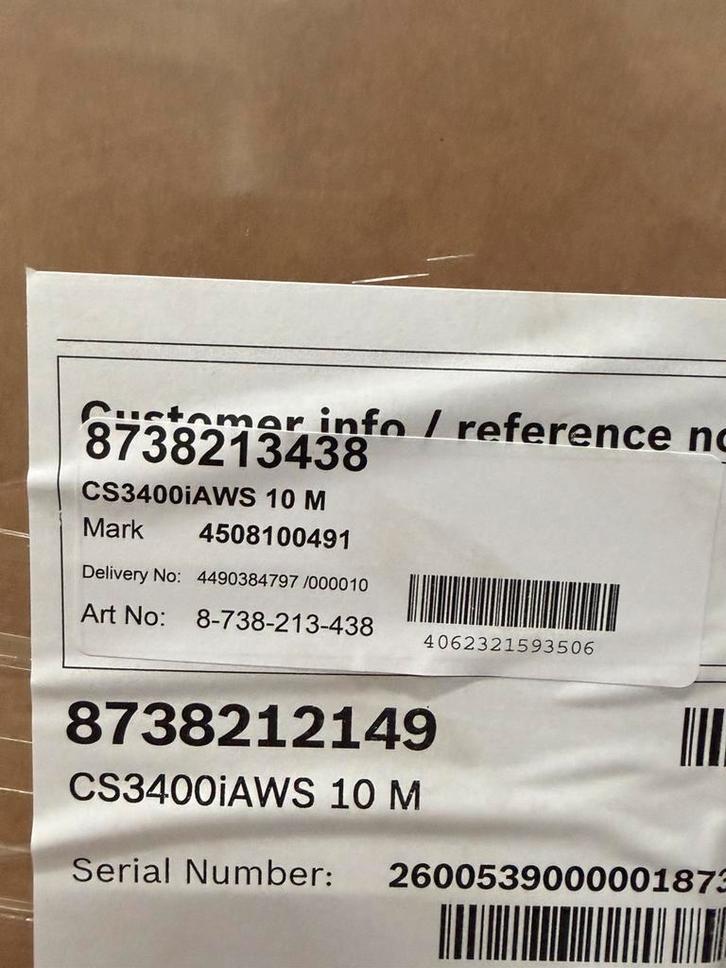 Customer info / reference no
8738213438
CS3400iAWS 10 M
Mark 4508100491
Delivery No: 4490384797 /000010
Art No: 8-738-213-438
4062321593506
8738212149
CS3400iAWS 10 M
Serial Number: 2600539000001873